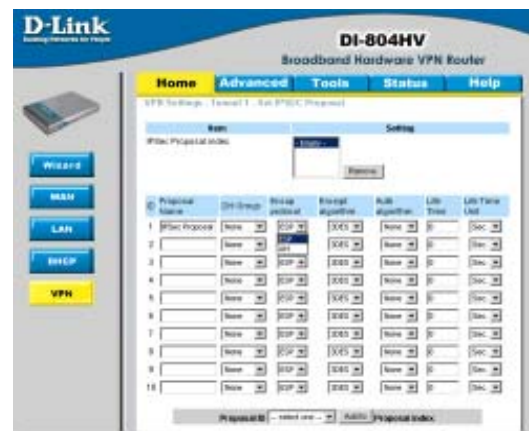 D-Link
Building Networks for People
DI-804HV
Broadband Hardware VPN Router
Home Advanced Tools Status Help
VPN Settings - Tunnel 1 - Set IPSEC Proposal
Item Setting
IPSec Proposal index - Empty - Remove
ID Proposal Name DH Group Encap protocol Encrypt algorithm Auth algorithm Life Time Life Time Unit
1 IPSec Proposal None ESP 3DES None 0 Sec.
ESP
AH
2 None 3DES None 0 Sec.
3 None ESP 3DES None 0 Sec.
4 None ESP 3DES None 0 Sec.
5 None ESP 3DES None 0 Sec.
6 None ESP 3DES None 0 Sec.
7 None ESP 3DES None 0 Sec.
8 None ESP 3DES None 0 Sec.
9 None ESP 3DES None 0 Sec.
10 None ESP 3DES None 0 Sec.
Proposal ID -- select one -- Add to Proposal index
Wizard
WAN
LAN
DHCP
VPN